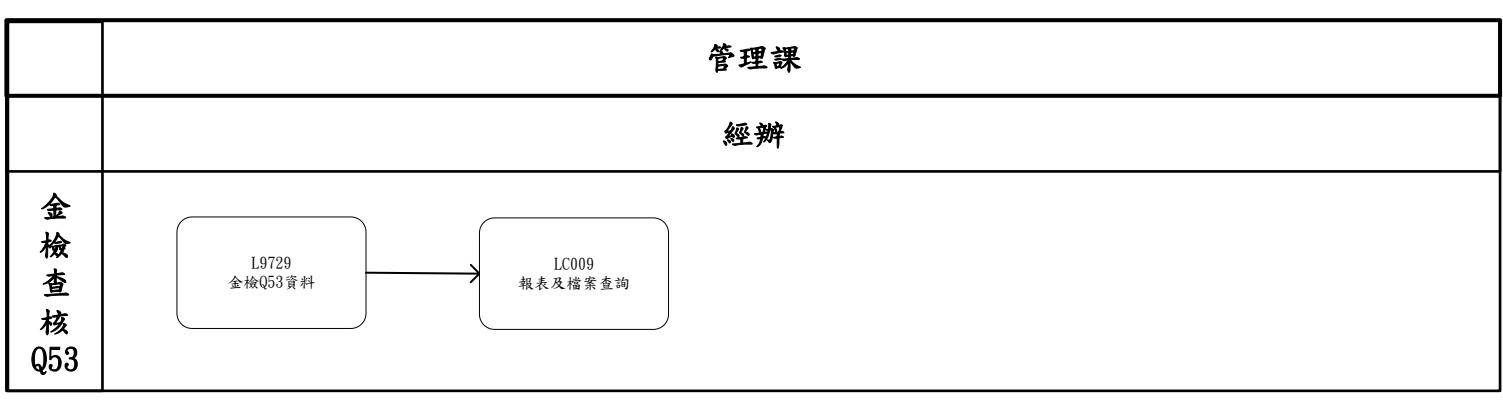 管理課
經辦
金
檢
查
核
Q53
L9729
金檢Q53資料
LC009
報表及檔案查詢